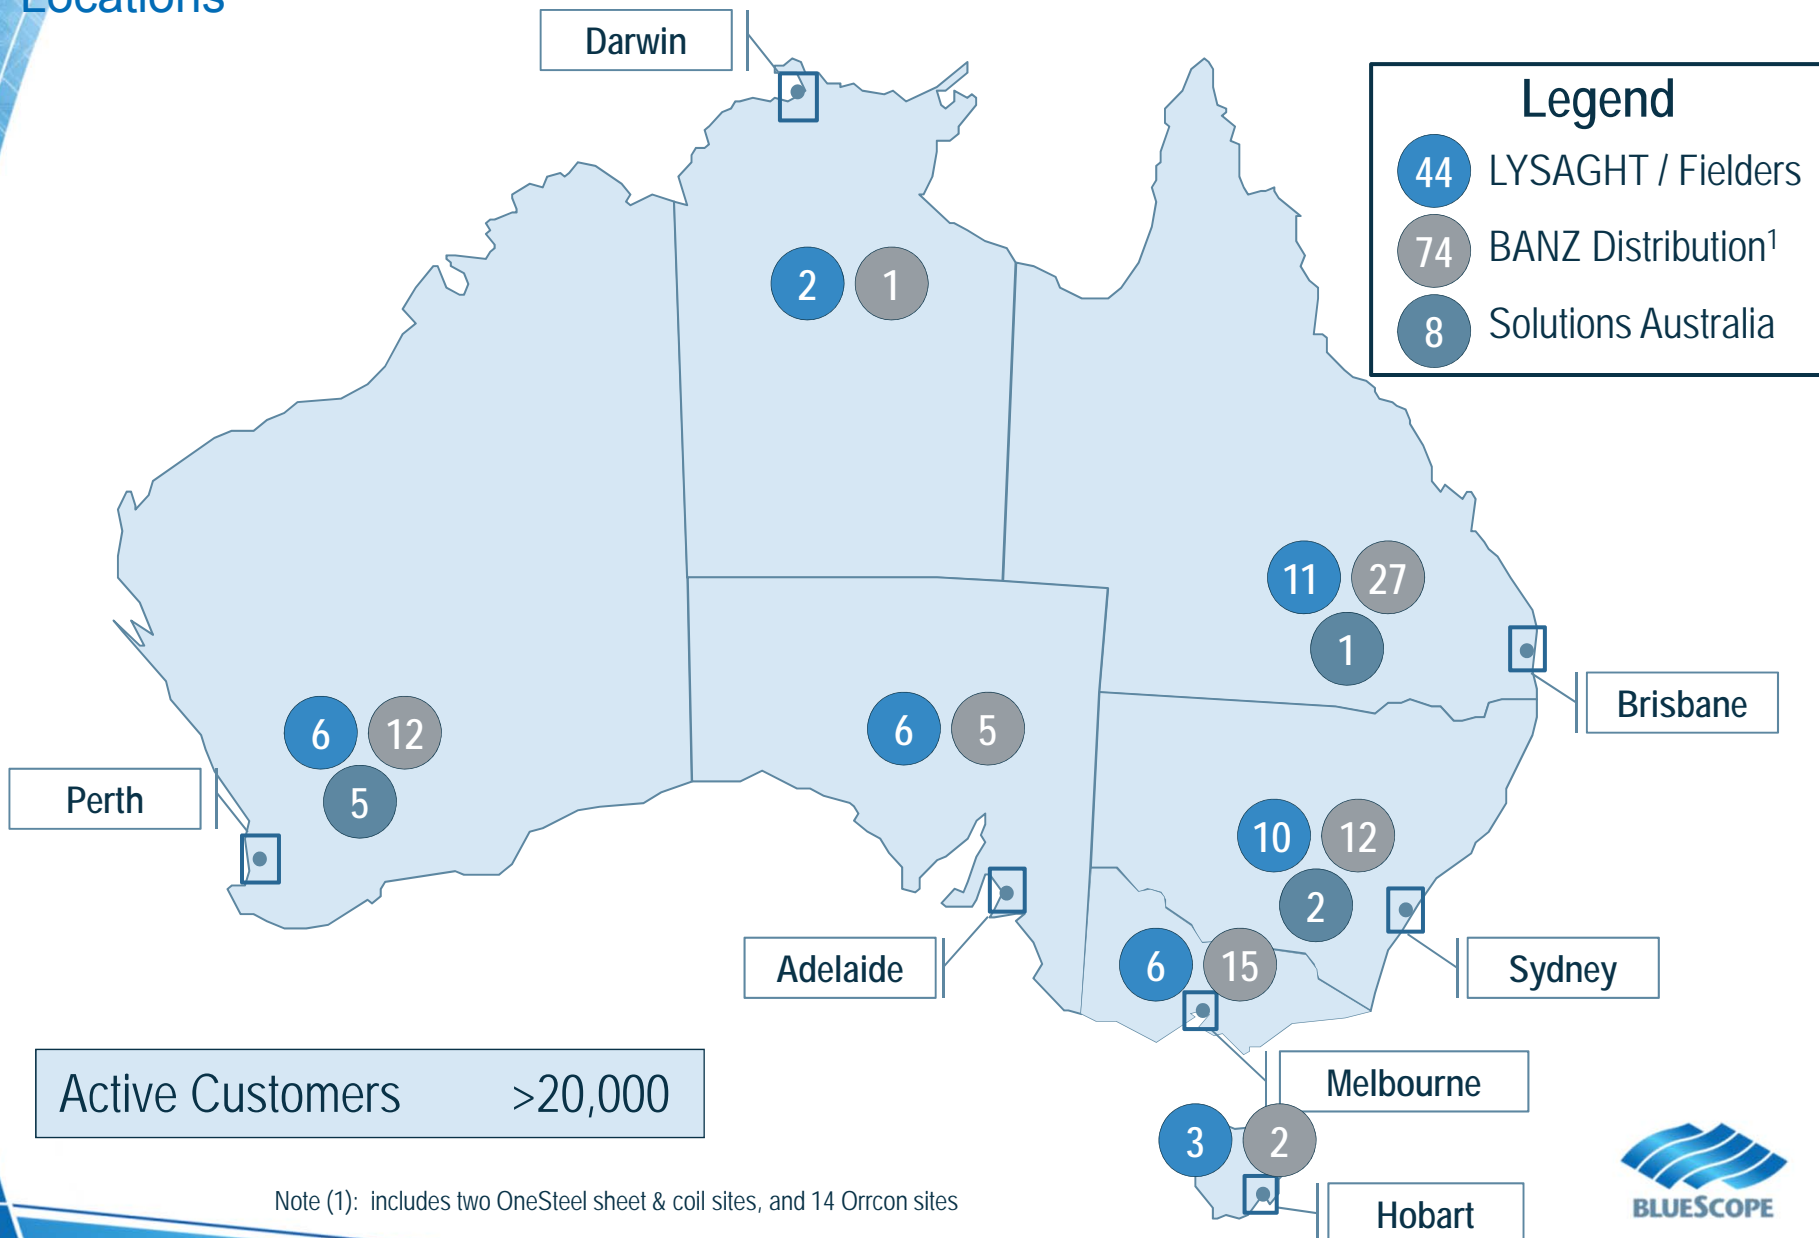 Locations
Darwin
Legend
44 LYSAGHT / Fielders
74 BANZ Distribution¹
8 Solutions Australia
2 1
11 27
1
Brisbane
6 12
5
6 5
Perth
10 12
2
Adelaide
6 15
Sydney
Melbourne
Active Customers >20,000
3 2
Hobart
Note (1): includes two OneSteel sheet & coil sites, and 14 Orrcon sites
BLUESCOPE